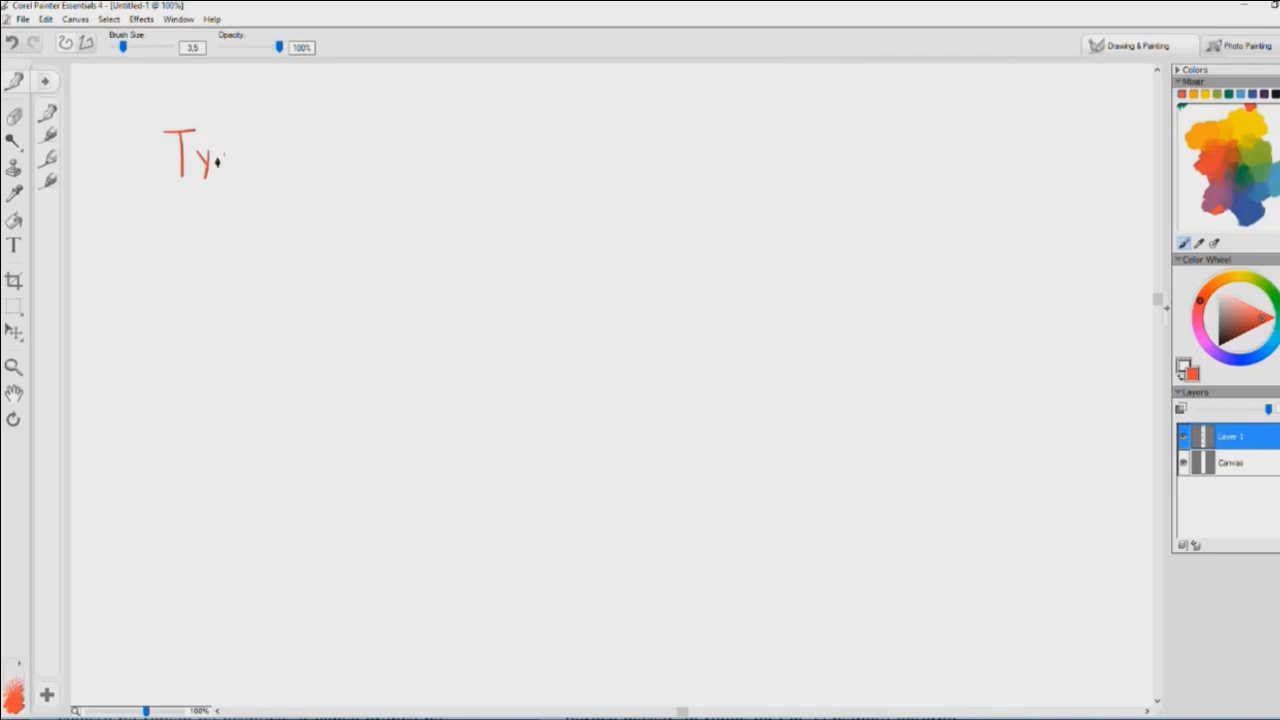 Corel Painter Essentials 4 - [Untitled-1 @ 100%]
File Edit Canvas Select Effects Window Help
Brush Size: 3.5 Opacity: 100% Drawing & Painting Photo Painting
Colors
Mixer
Ty
T
Color Wheel
Layers
Layer 1
Canvas
100%